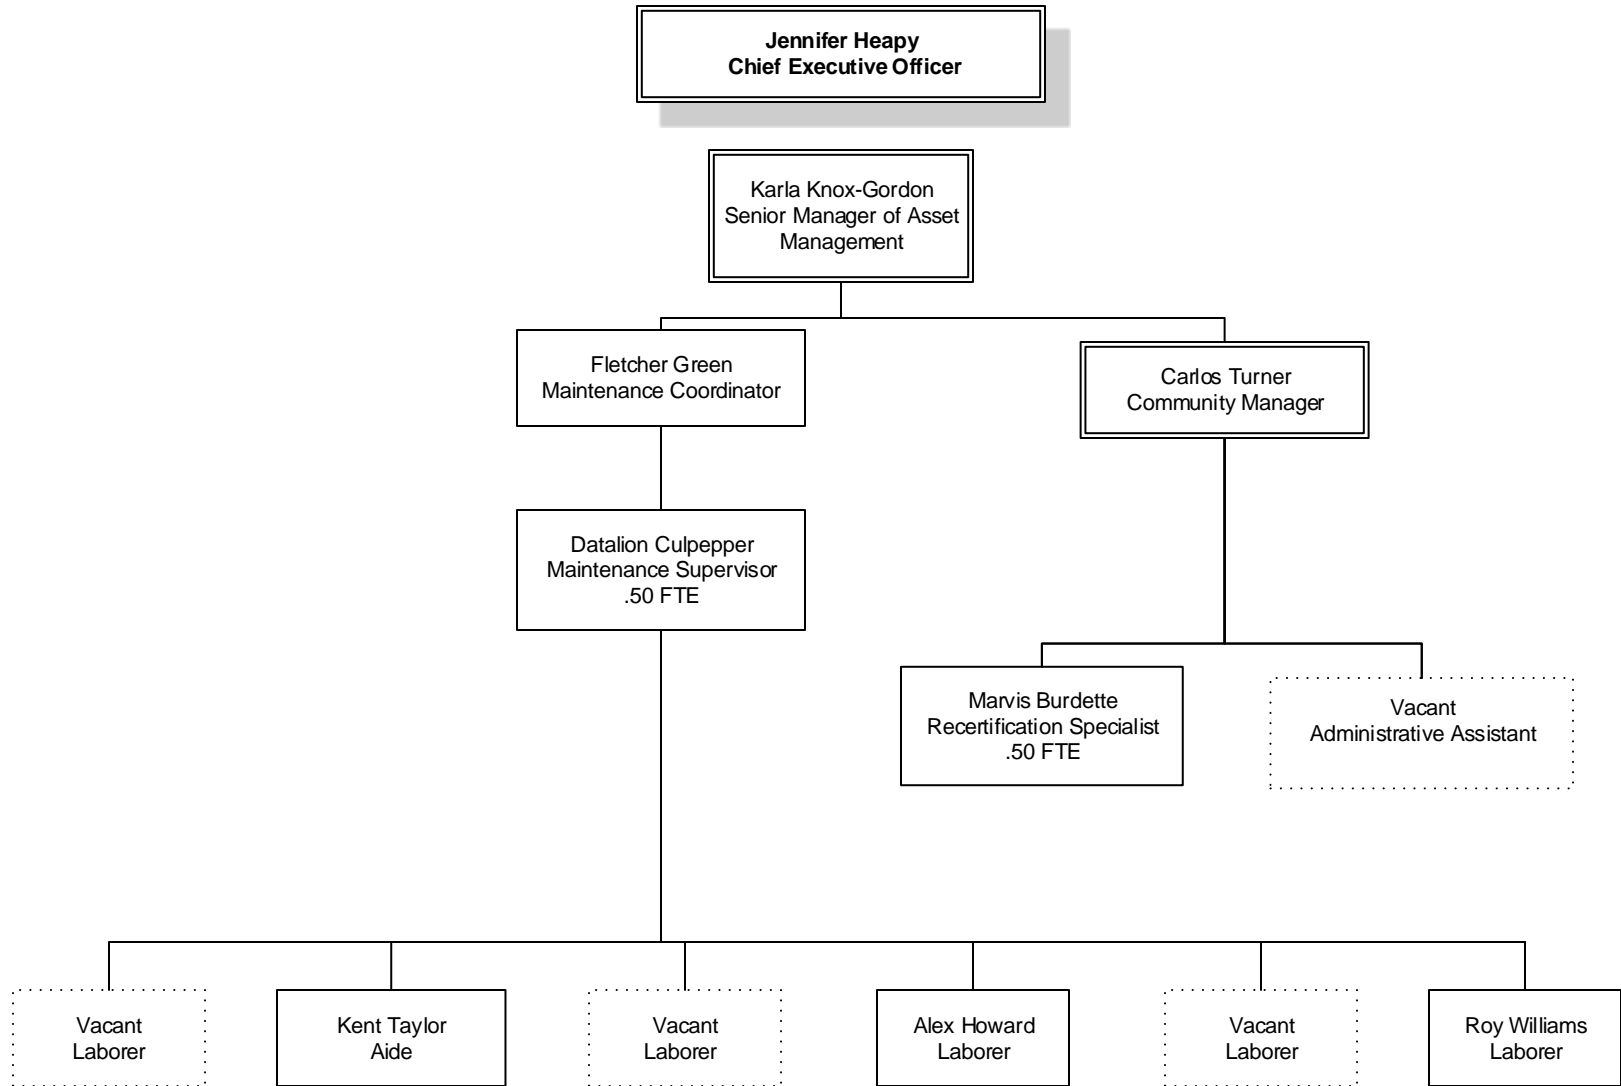 Jennifer Heapy
Chief Executive Officer
Karla Knox-Gordon
Senior Manager of Asset
Management
Fletcher Green
Maintenance Coordinator
Carlos Turner
Community Manager
Datalion Culpepper
Maintenance Supervisor
.50 FTE
Marvis Burdette
Recertification Specialist
.50 FTE
Vacant
Administrative Assistant
Vacant
Laborer
Kent Taylor
Aide
Vacant
Laborer
Alex Howard
Laborer
Vacant
Laborer
Roy Williams
Laborer